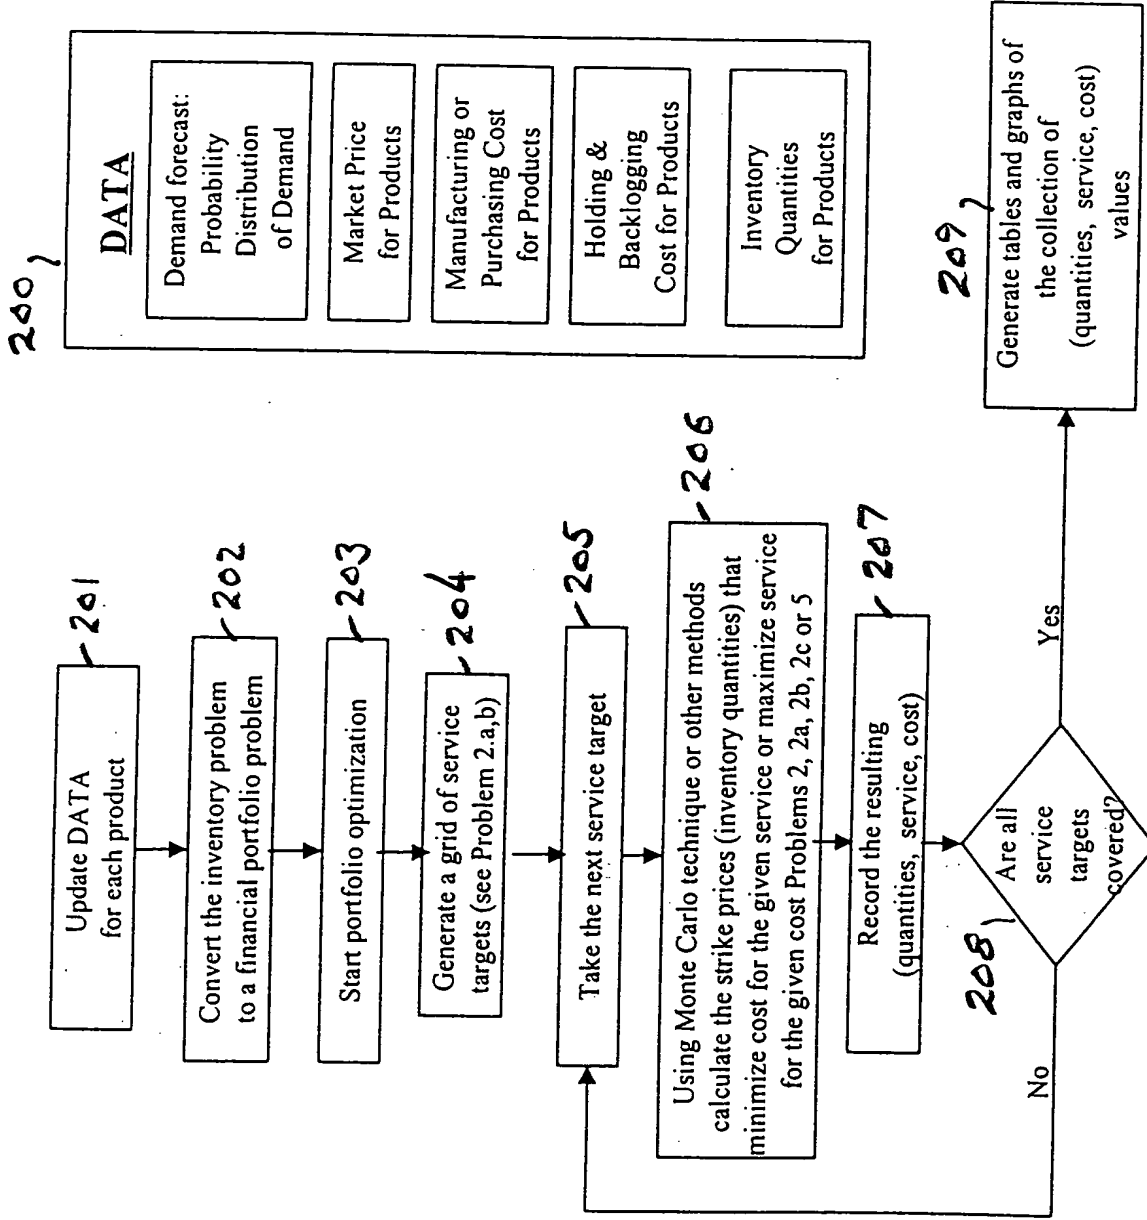 200
DATA
Demand forecast:
Probability
Distribution
of Demand
Market Price
for Products
Manufacturing or
Purchasing Cost
for Products
Holding &
Backlogging
Cost for Products
Inventory
Quantities
for Products
201
Update DATA
for each product
202
Convert the inventory problem
to a financial portfolio problem
203
Start portfolio optimization
204
Generate a grid of service
targets (see Problem 2.a,b)
205
Take the next service target
206
Using Monte Carlo technique or other methods
calculate the strike prices (inventory quantities) that
minimize cost for the given service or maximize service
for the given cost Problems 2, 2a, 2b, 2c or 5
207
Record the resulting
(quantities, service, cost)
208
Are all
service
targets
covered?
No
Yes
209
Generate tables and graphs of
the collection of
(quantities, service, cost)
values